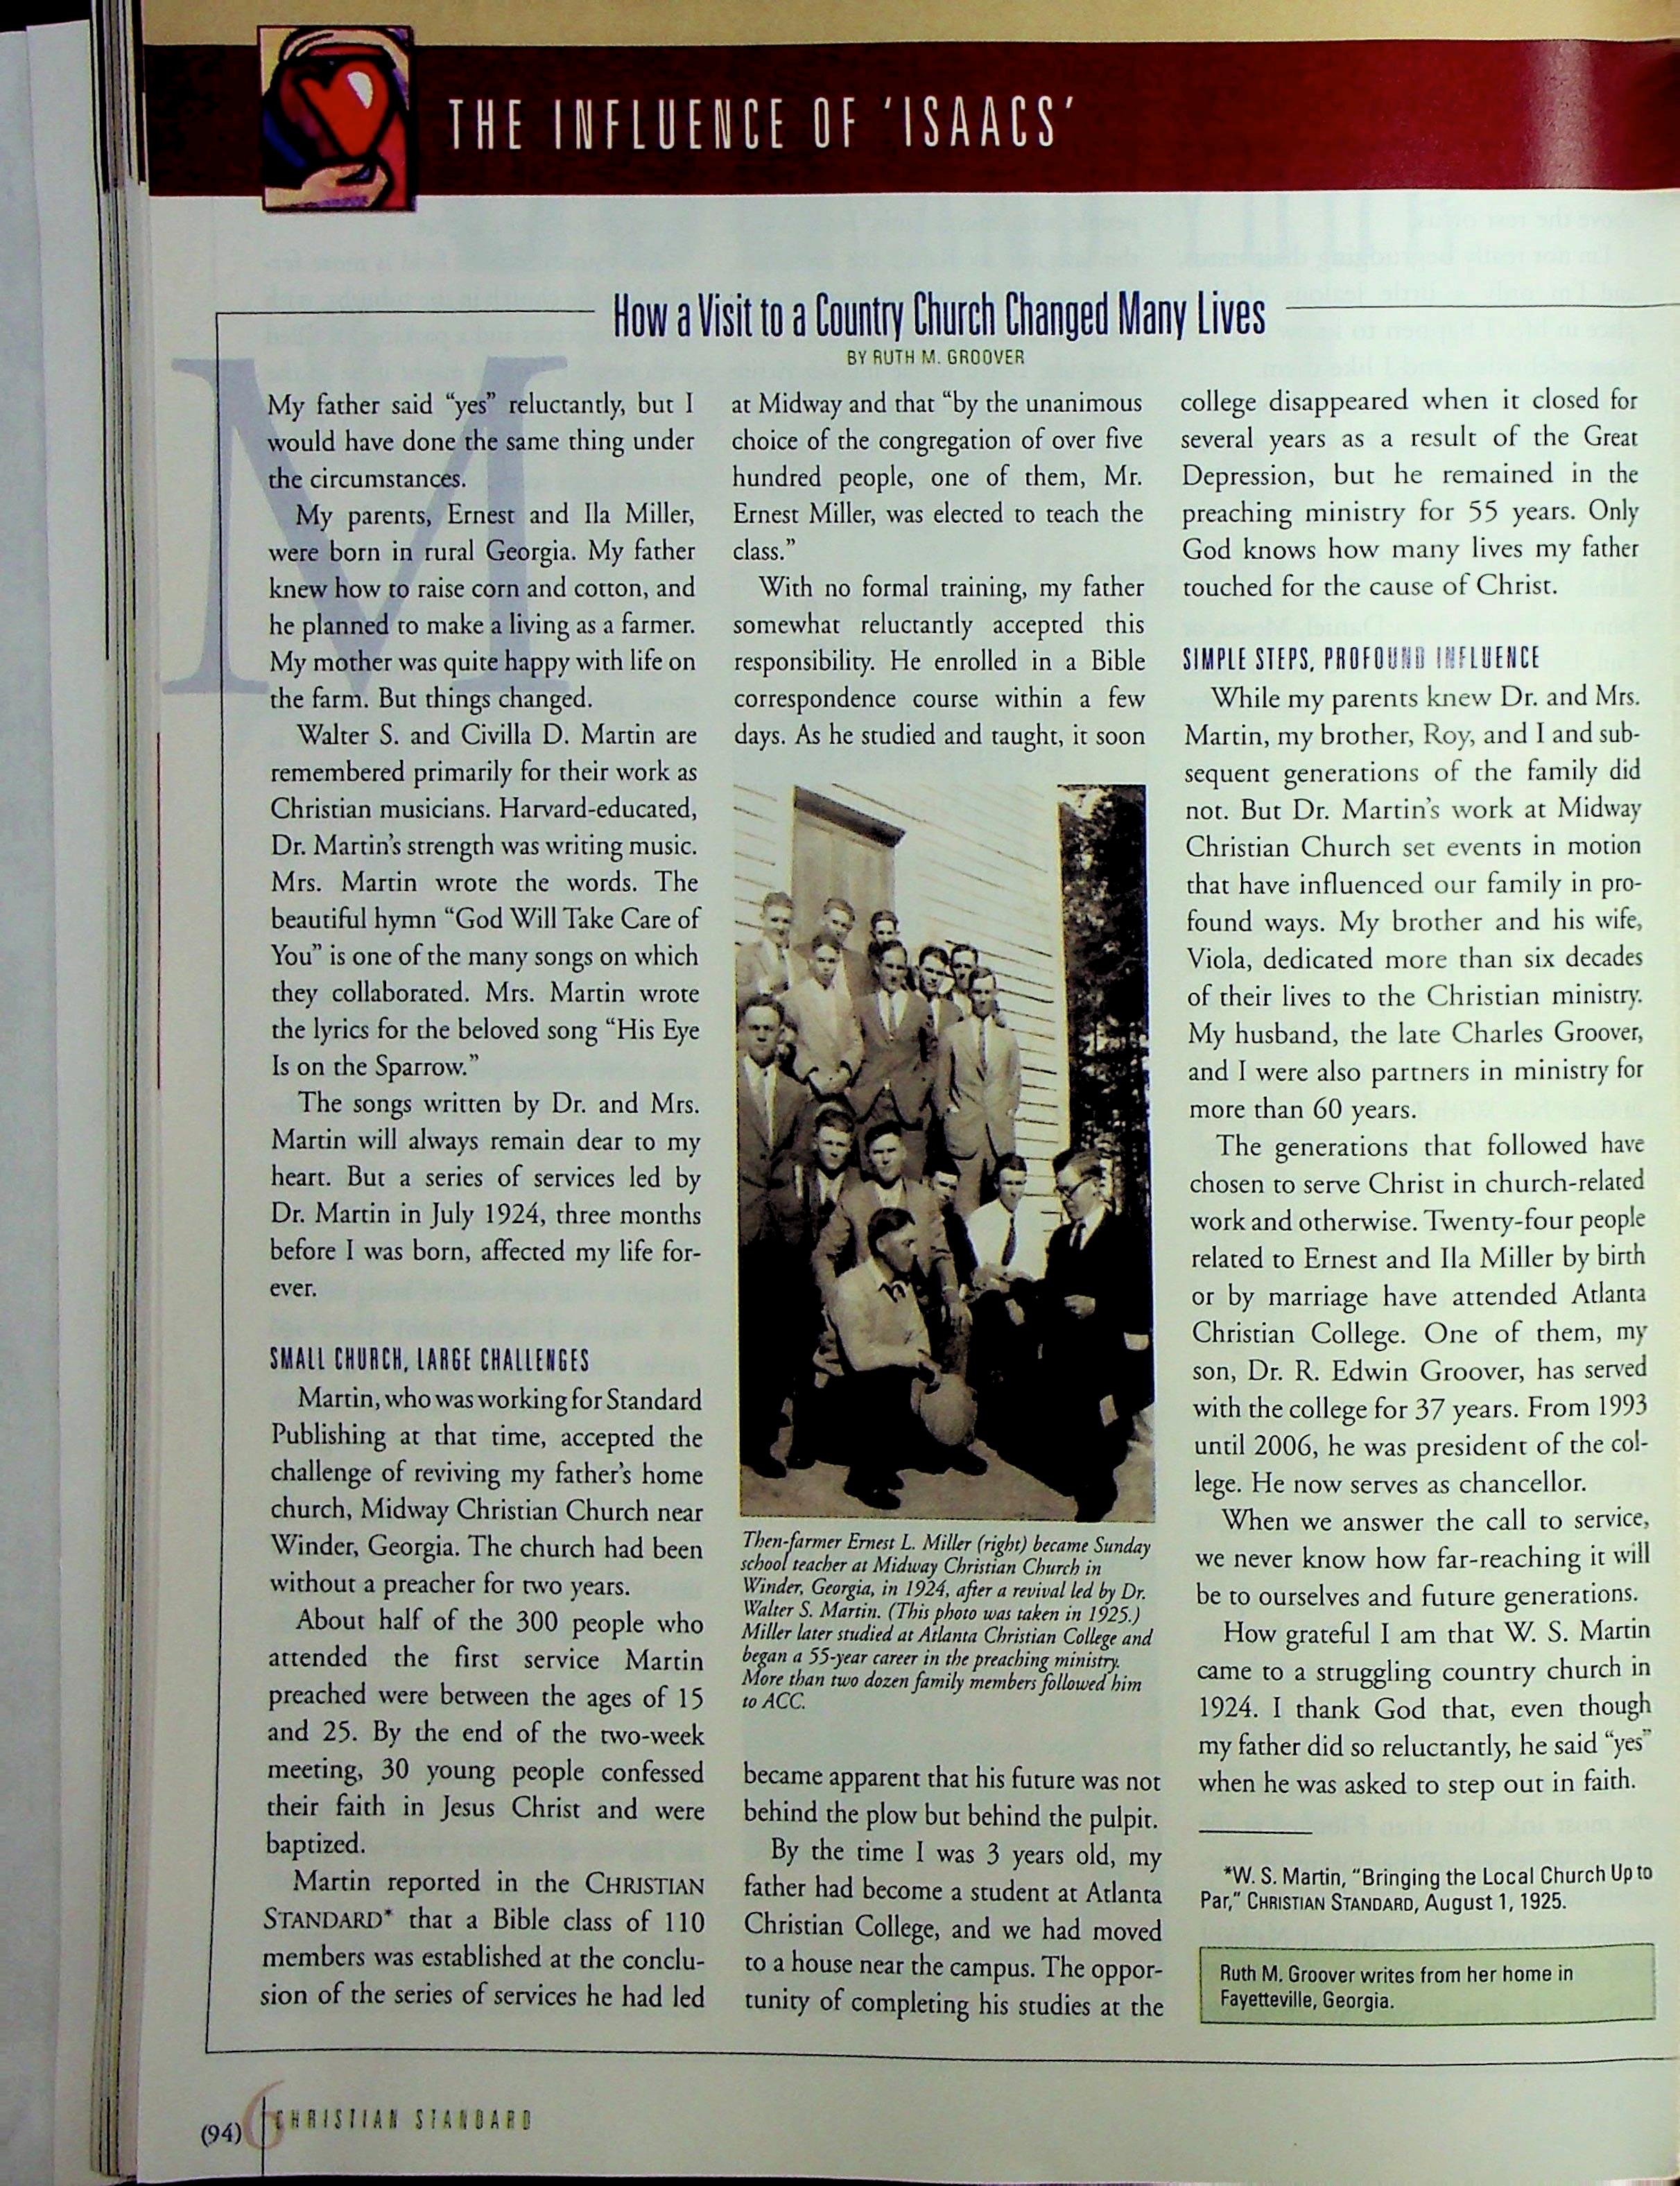 THE INFLUENCE OF ‘ISAACS’
How a Visit to a Country Church Changed Many Lives
BY RUTH M. GROOVER
M
My father said “yes” reluctantly, but I
would have done the same thing under
the circumstances.
My parents, Ernest and Ila Miller,
were born in rural Georgia. My father
knew how to raise corn and cotton, and
he planned to make a living as a farmer.
My mother was quite happy with life on
the farm. But things changed.
Walter S. and Civilla D. Martin are
remembered primarily for their work as
Christian musicians. Harvard-educated,
Dr. Martin’s strength was writing music.
Mrs. Martin wrote the words. The
beautiful hymn “God Will Take Care of
You” is one of the many songs on which
they collaborated. Mrs. Martin wrote
the lyrics for the beloved song “His Eye
Is on the Sparrow.”
The songs written by Dr. and Mrs.
Martin will always remain dear to my
heart. But a series of services led by
Dr. Martin in July 1924, three months
before I was born, affected my life for-
ever.
SMALL CHURCH, LARGE CHALLENGES
Martin, who was working for Standard
Publishing at that time, accepted the
challenge of reviving my father’s home
church, Midway Christian Church near
Winder, Georgia. The church had been
without a preacher for two years.
About half of the 300 people who
attended the first service Martin
preached were between the ages of 15
and 25. By the end of the two-week
meeting, 30 young people confessed
their faith in Jesus Christ and were
baptized.
Martin reported in the CHRISTIAN
STANDARD* that a Bible class of 110
members was established at the conclu-
sion of the series of services he had led
at Midway and that “by the unanimous
choice of the congregation of over five
hundred people, one of them, Mr.
Ernest Miller, was elected to teach the
class.”
With no formal training, my father
somewhat reluctantly accepted this
responsibility. He enrolled in a Bible
correspondence course within a few
days. As he studied and taught, it soon
Then-farmer Ernest L. Miller (right) became Sunday
school teacher at Midway Christian Church in
Winder, Georgia, in 1924, after a revival led by Dr.
Walter S. Martin. (This photo was taken in 1925.)
Miller later studied at Atlanta Christian College and
began a 55-year career in the preaching ministry.
More than two dozen family members followed him
to ACC.
became apparent that his future was not
behind the plow but behind the pulpit.
By the time I was 3 years old, my
father had become a student at Atlanta
Christian College, and we had moved
to a house near the campus. The oppor-
tunity of completing his studies at the
college disappeared when it closed for
several years as a result of the Great
Depression, but he remained in the
preaching ministry for 55 years. Only
God knows how many lives my father
touched for the cause of Christ.
SIMPLE STEPS, PROFOUND INFLUENCE
While my parents knew Dr. and Mrs.
Martin, my brother, Roy, and I and sub-
sequent generations of the family did
not. But Dr. Martin’s work at Midway
Christian Church set events in motion
that have influenced our family in pro-
found ways. My brother and his wife,
Viola, dedicated more than six decades
of their lives to the Christian ministry.
My husband, the late Charles Groover,
and I were also partners in ministry for
more than 60 years.
The generations that followed have
chosen to serve Christ in church-related
work and otherwise. Twenty-four people
related to Ernest and Ila Miller by birth
or by marriage have attended Atlanta
Christian College. One of them, my
son, Dr. R. Edwin Groover, has served
with the college for 37 years. From 1993
until 2006, he was president of the col-
lege. He now serves as chancellor.
When we answer the call to service,
we never know how far-reaching it will
be to ourselves and future generations.
How grateful I am that W. S. Martin
came to a struggling country church in
1924. I thank God that, even though
my father did so reluctantly, he said “yes”
when he was asked to step out in faith.
*W. S. Martin, “Bringing the Local Church Up to
Par,” CHRISTIAN STANDARD, August 1, 1925.
Ruth M. Groover writes from her home in
Fayetteville, Georgia.
(94) 6 CHRISTIAN STANDARD